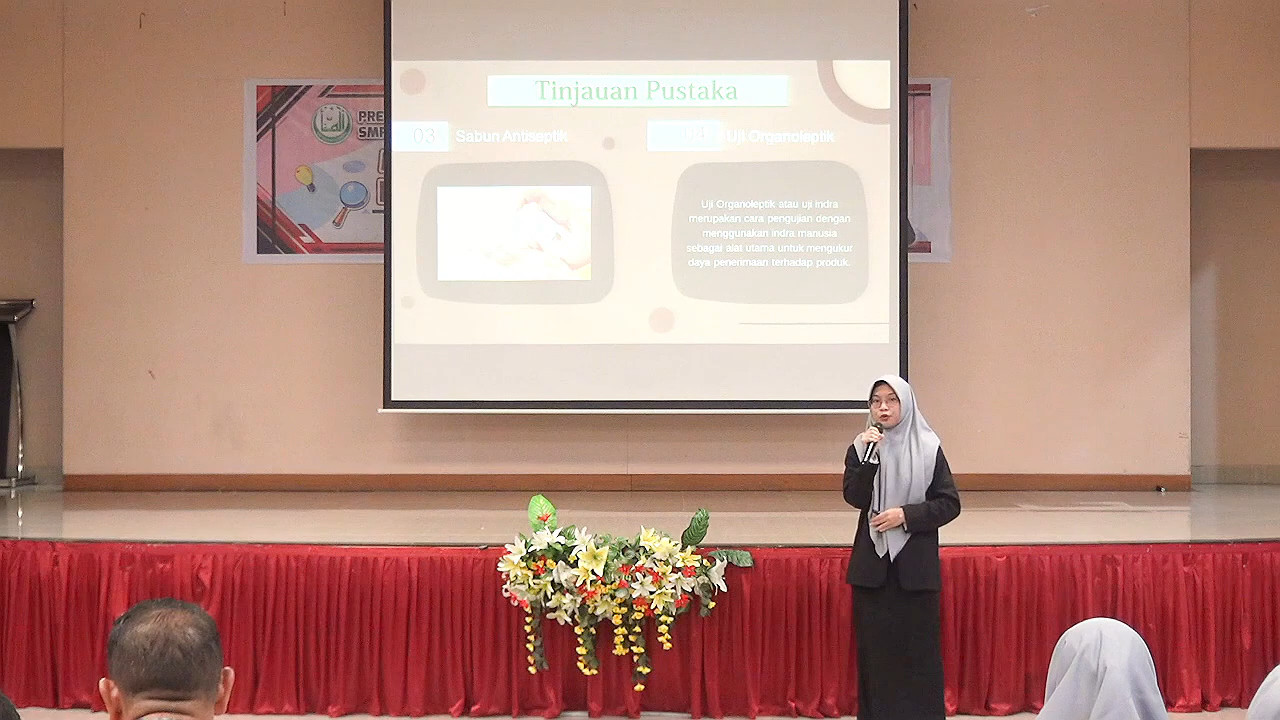 Tinjauan Pustaka
03 Sabun Antiseptik
04 Uji Organoleptik
Uji Organoleptik atau uji indra
merupakan cara pengujian dengan
menggunakan indra manusia
sebagai alat utama untuk mengukur
daya penerimaan terhadap produk.